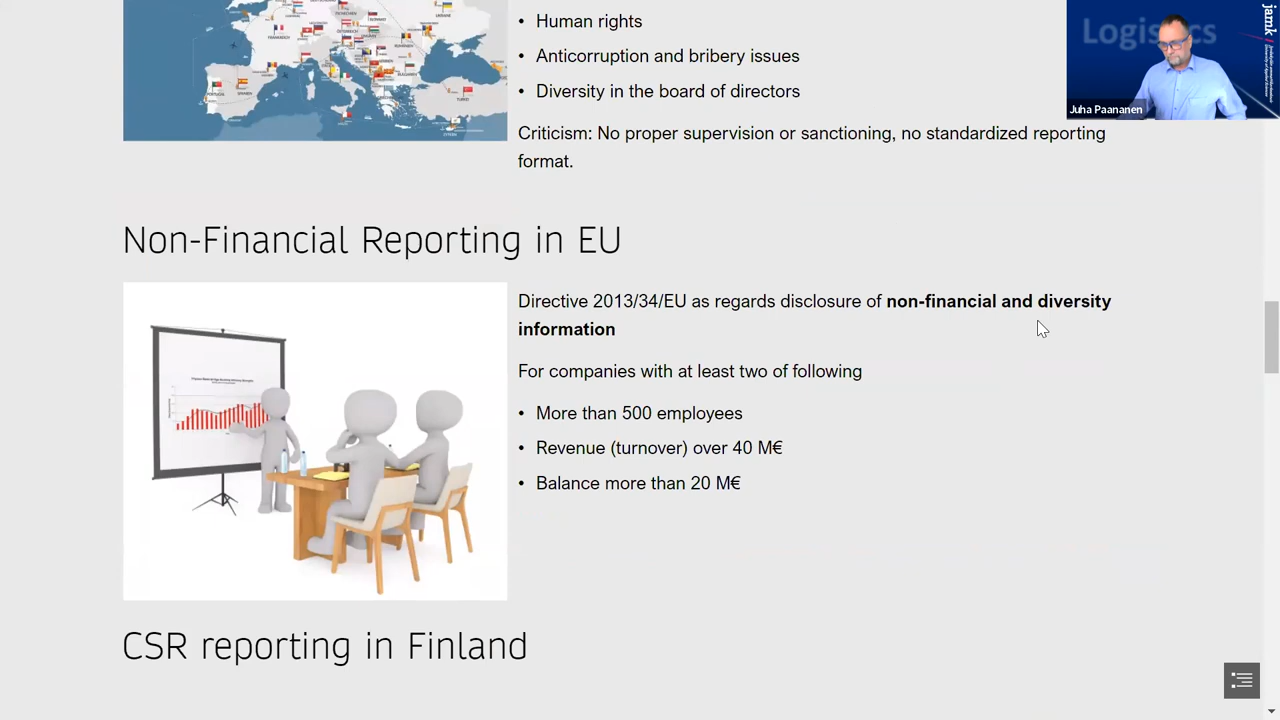 • Human rights
• Anticorruption and bribery issues
• Diversity in the board of directors
Criticism: No proper supervision or sanctioning, no standardized reporting
format.
Logistics
jamk
Juha Paananen
Non-Financial Reporting in EU
Directive 2013/34/EU as regards disclosure of non-financial and diversity
information
For companies with at least two of following
• More than 500 employees
• Revenue (turnover) over 40 M€
• Balance more than 20 M€
CSR reporting in Finland